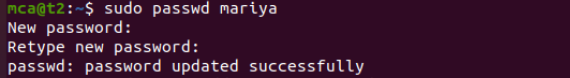 mca@t2:~$ sudo passwd mariya
New password:
Retype new password:
passwd: password updated successfully